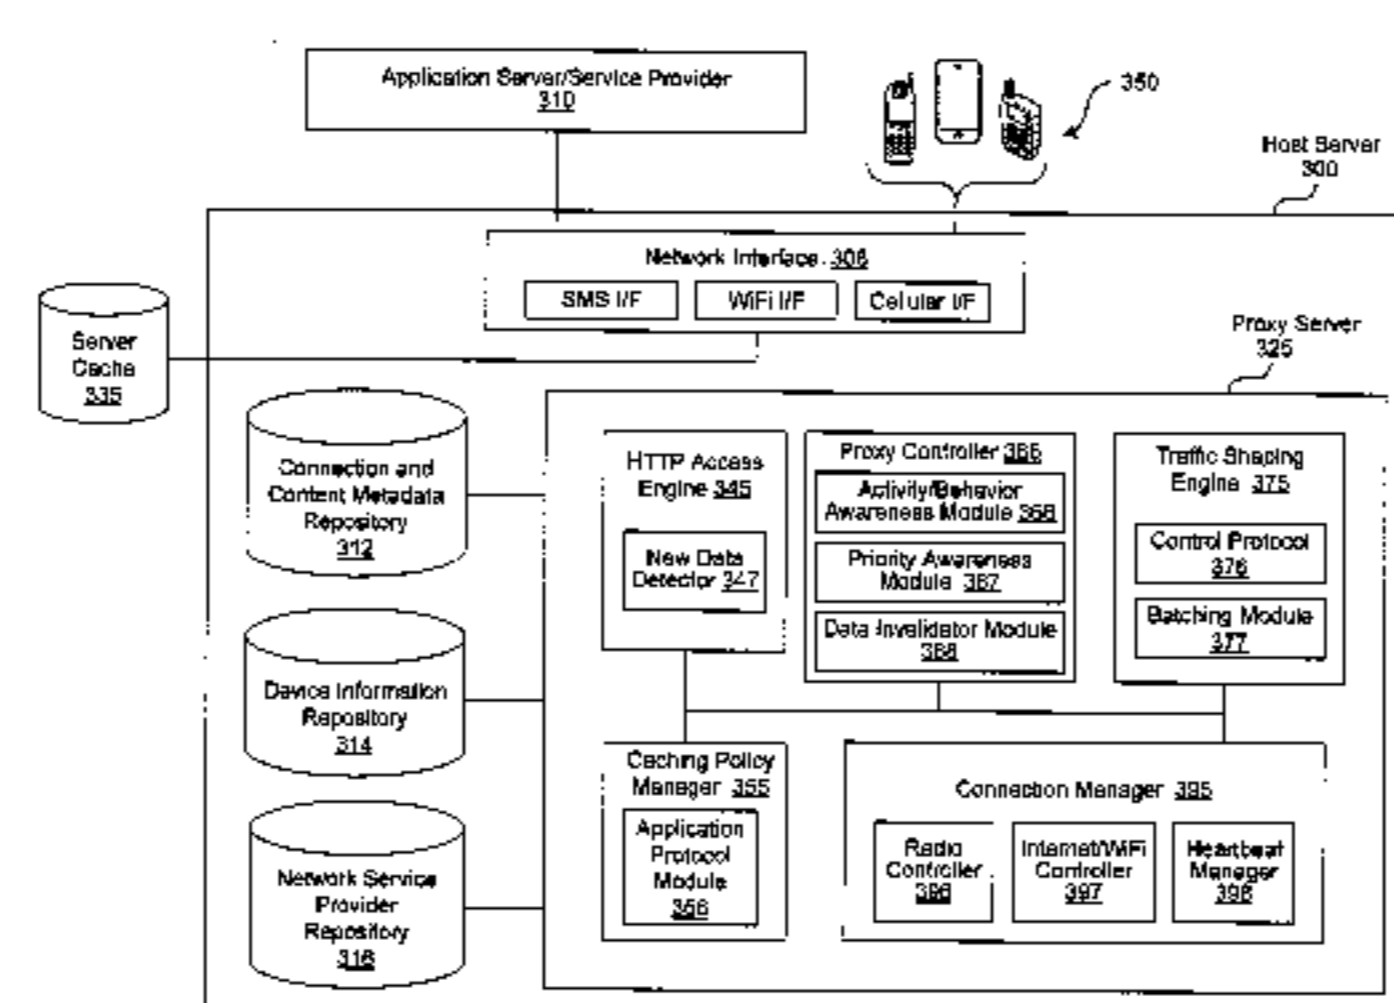 Application Server/Service Provider
310
350
Host Server
300
Network Interface 308
SMS I/F
WiFi I/F
Cellular I/F
Server
Cache
335
Proxy Server
325
Connection and
Content Metadata
Repository
312
HTTP Access
Engine 345
New Data
Detector 347
Proxy Controller 365
Activity/Behavior
Awareness Module 366
Priority Awareness
Module 367
Data Invalidator Module
368
Traffic Shaping
Engine 375
Control Protocol
376
Batching Module
377
Device Information
Repository
314
Caching Policy
Manager 355
Application
Protocol
Module
356
Connection Manager 395
Radio
Controller
396
Internet/WiFi
Controller
397
Heartbeat
Manager
398
Network Service
Provider
Repository
316